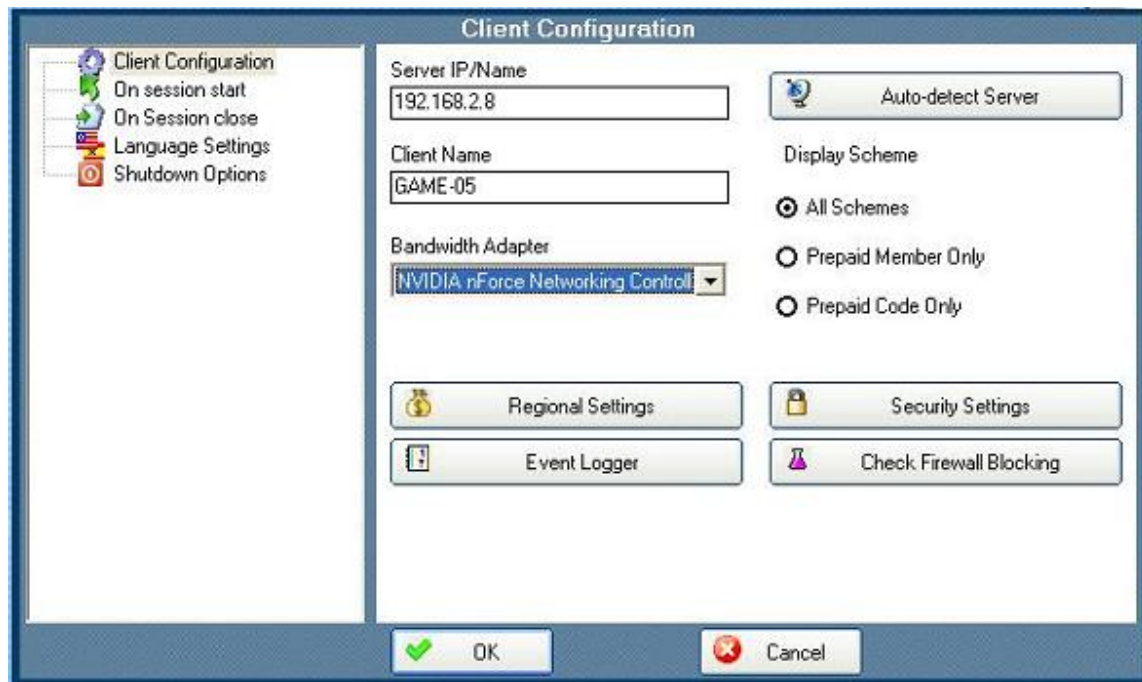 Client Configuration
Client Configuration
On session start
On Session close
Language Settings
Shutdown Options
Server IP/Name
192.168.2.8
Auto-detect Server
Client Name
GAME-05
Display Scheme
All Schemes
Bandwidth Adapter
NVIDIA nForce Networking Controll
Prepaid Member Only
Prepaid Code Only
Regional Settings
Security Settings
Event Logger
Check Firewall Blocking
OK
Cancel